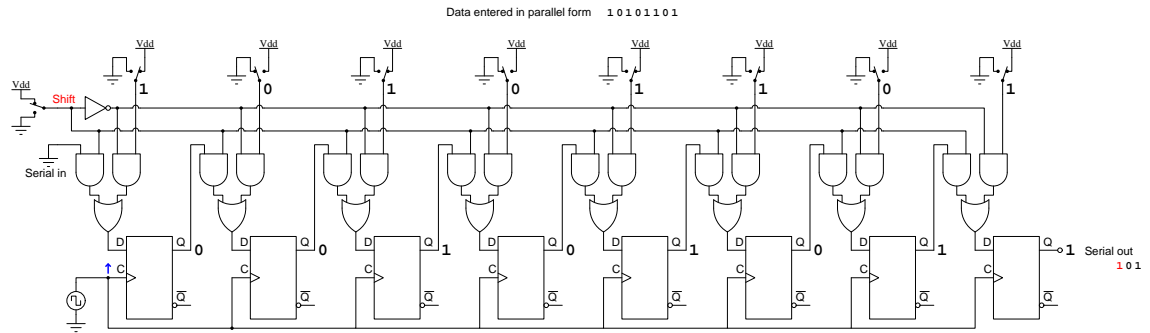 Data entered in parallel form 1 0 1 0 1 1 0 1
Vdd Vdd Vdd Vdd Vdd Vdd Vdd Vdd
Vdd
Shift
1 0 1 0 1 1 0 1
Serial in
D Q D Q D Q D Q D Q D Q D Q D Q
0 0 1 0 1 0 1 1 Serial out
C C C C C C C C
1 0 1
Q Q Q Q Q Q Q Q